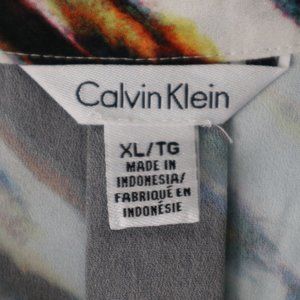 Calvin Klein
XL/TG
MADE IN
INDONESIA/
FABRIQUÉ EN
INDONÉSIE